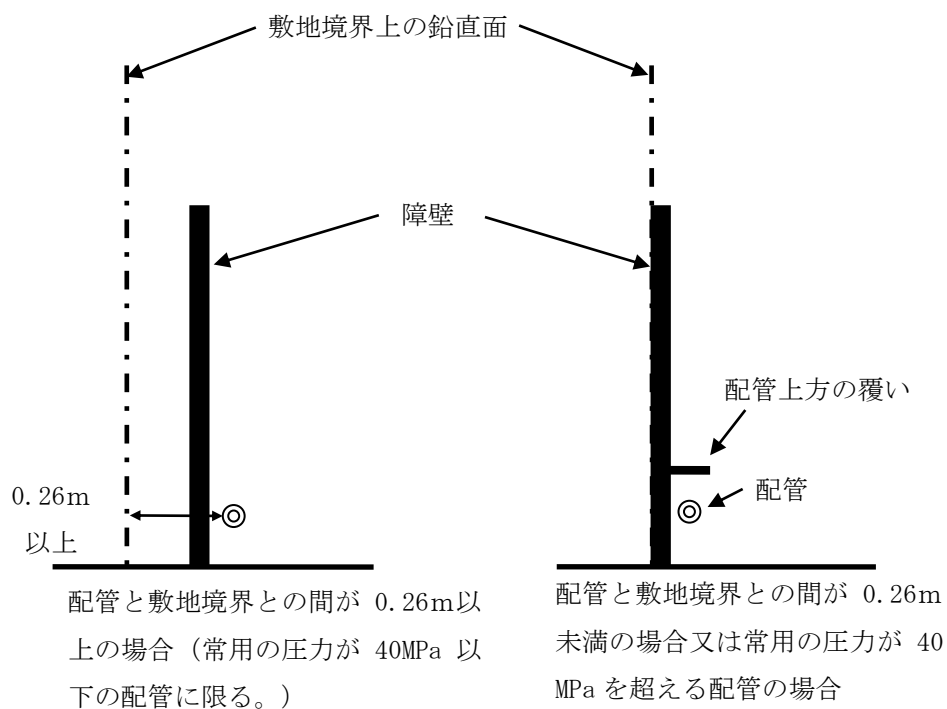 敷地境界上の鉛直面
障壁
配管上方の覆い
配管
0.26m
以上
配管と敷地境界との間が 0.26m以
上の場合（常用の圧力が 40MPa 以
下の配管に限る。）
配管と敷地境界との間が 0.26m
未満の場合又は常用の圧力が 40
MPa を超える配管の場合